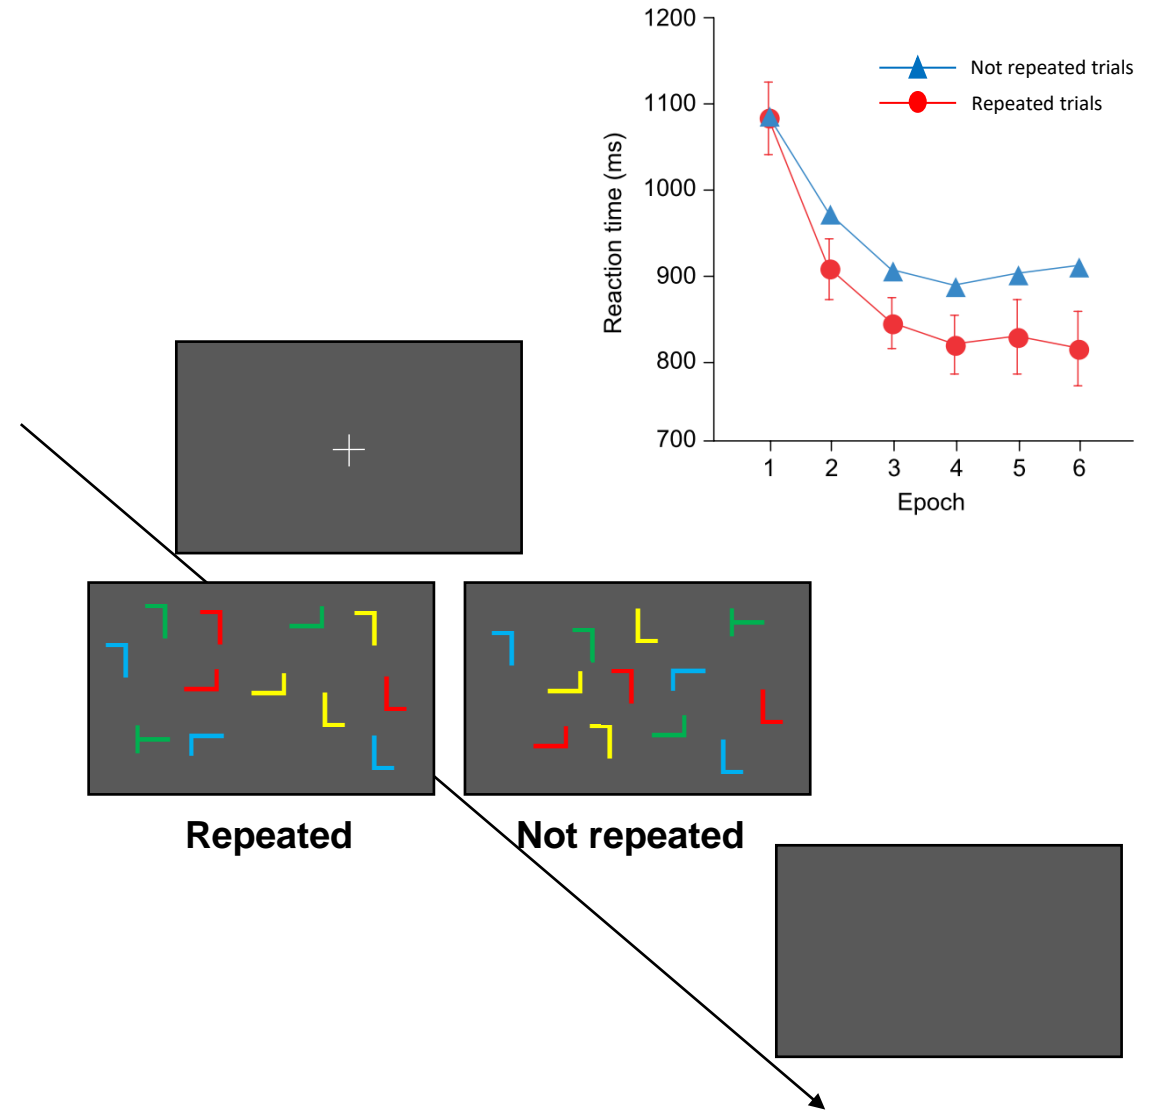 1200
1100
1000
900
800
700
Reaction time (ms)
Not repeated trials
Repeated trials
1 2 3 4 5 6
Epoch
Repeated
Not repeated